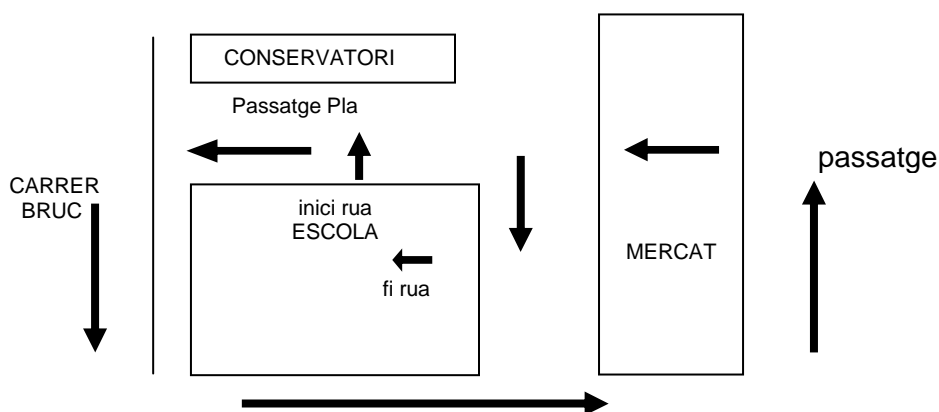 CONSERVATORI
Passatge Pla
passatge
CARRER
BRUC
inici rua
ESCOLA
MERCAT
fi rua